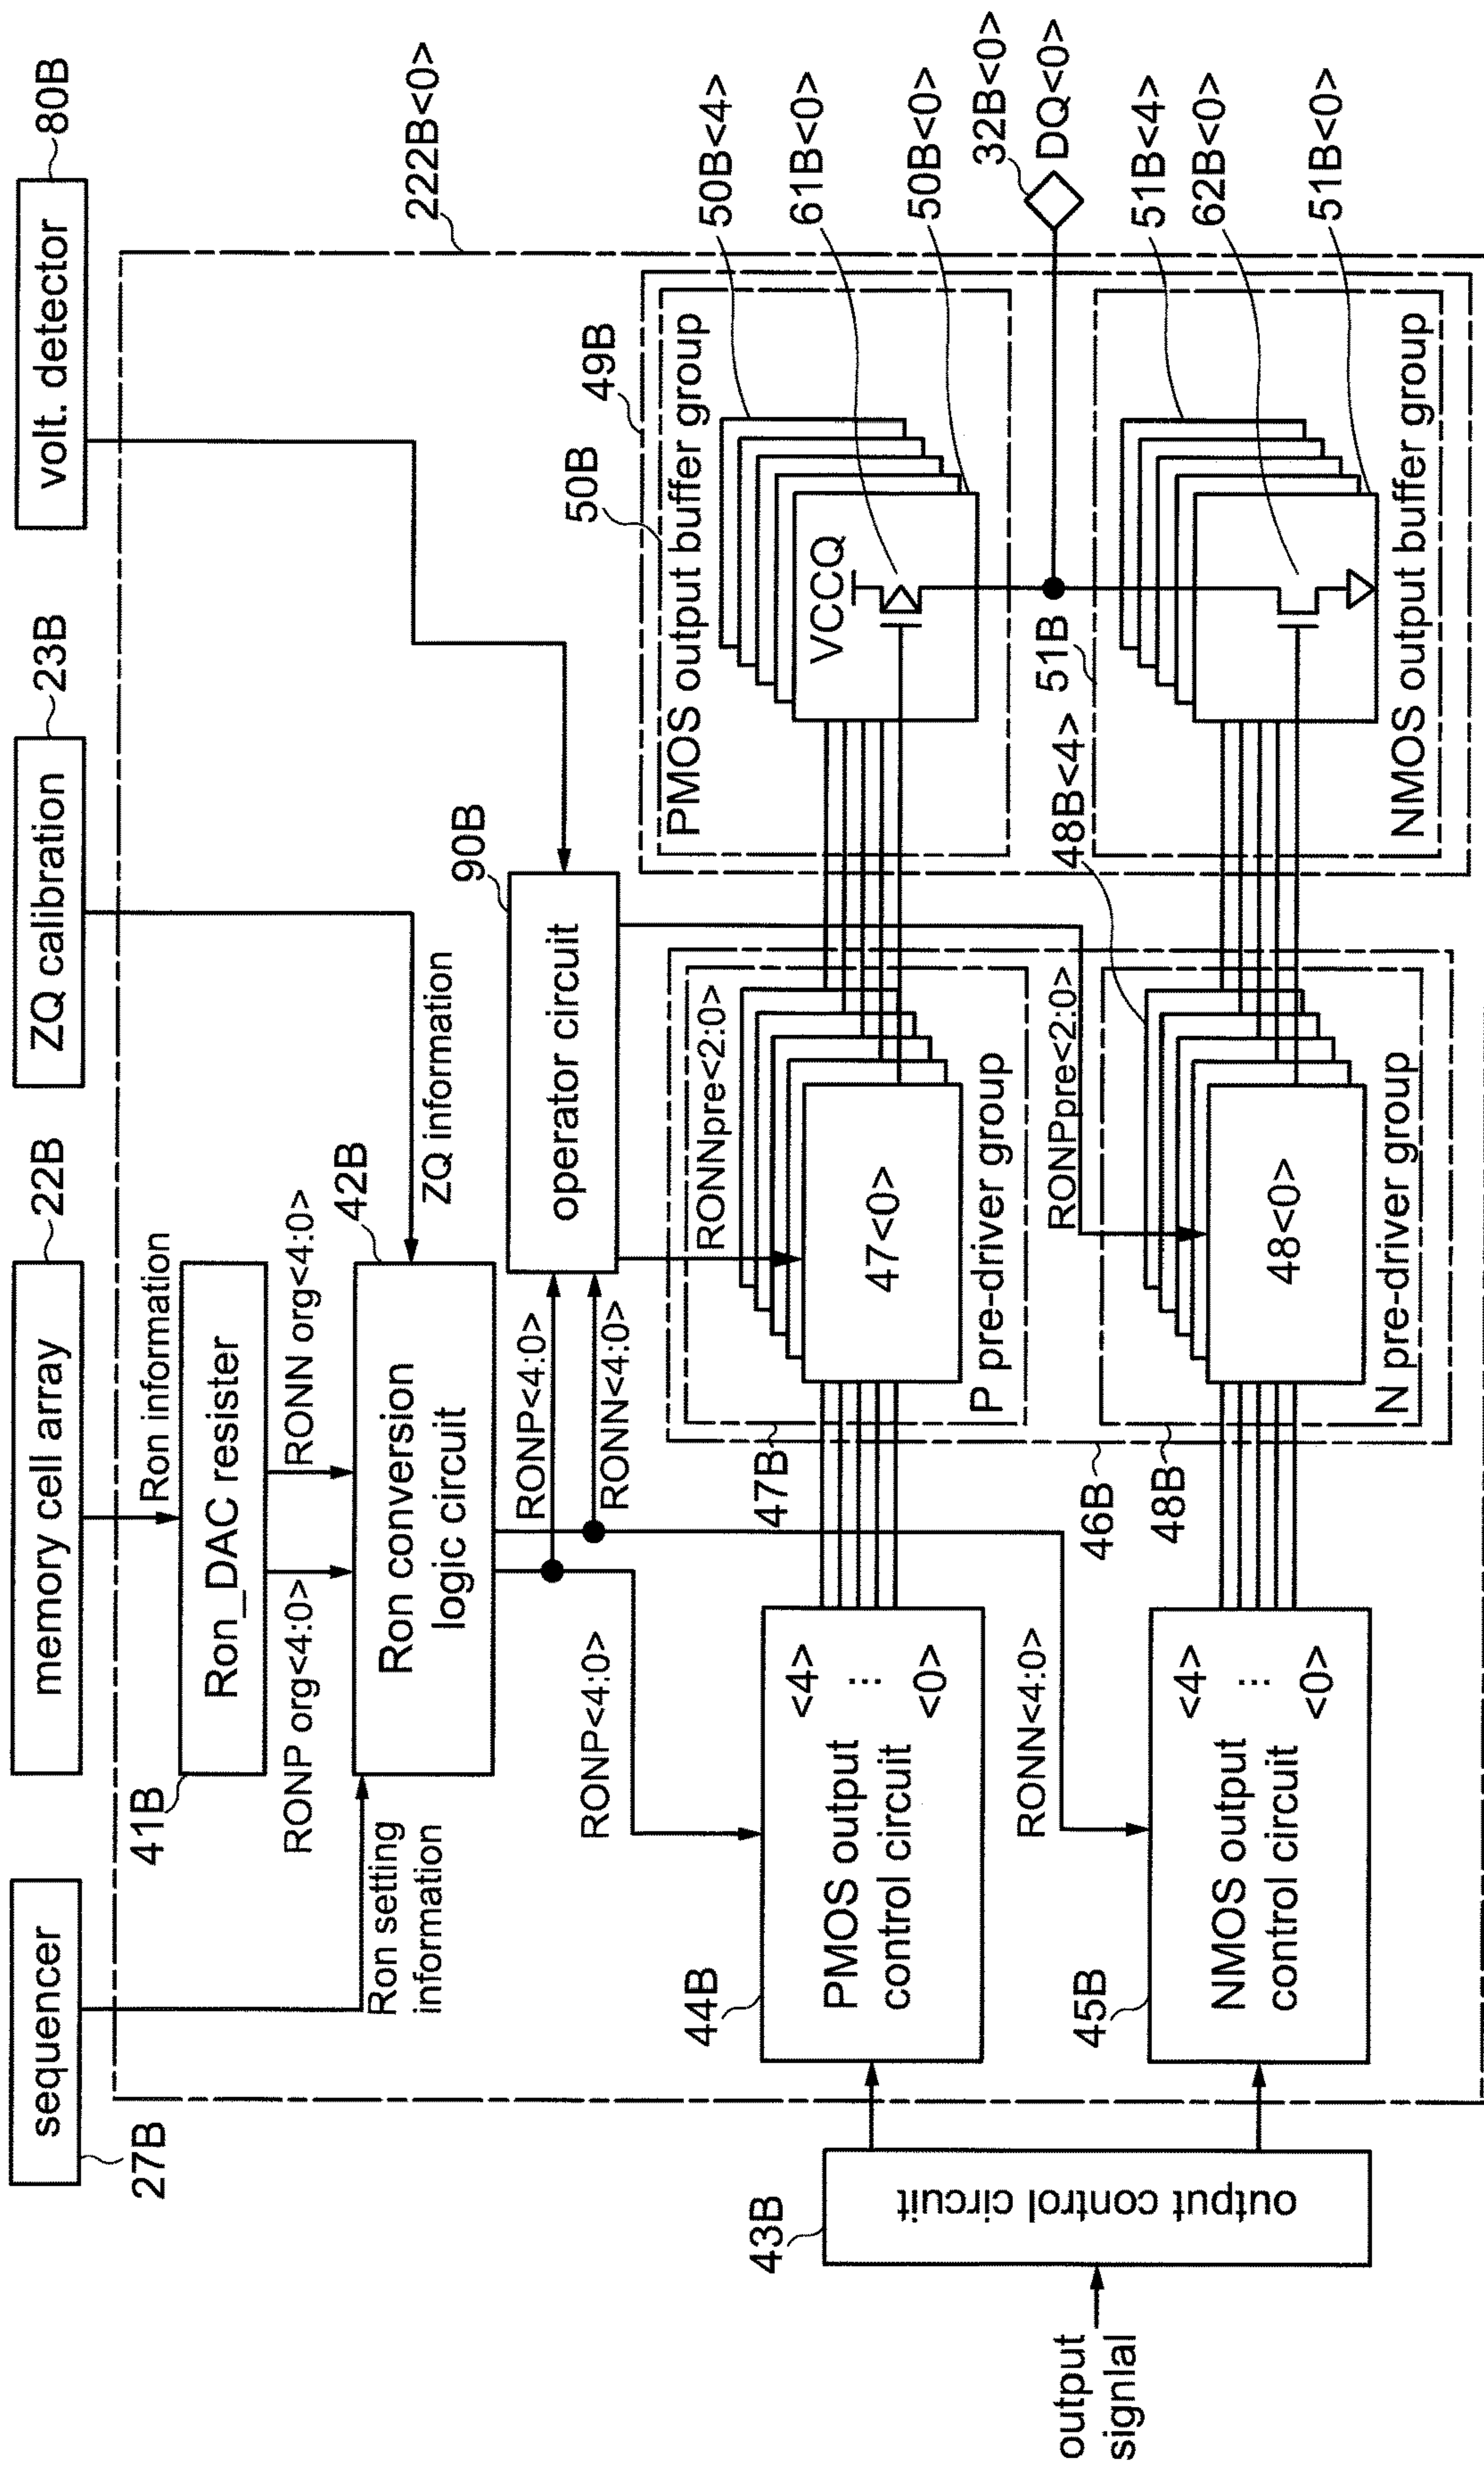 sequencer
27B
memory cell array
22B
ZQ calibration
23B
volt. detector
80B
222B<0>
Ron information
41B
Ron_DAC resister
RONP org<4:0>
RONN org<4:0>
42B
Ron setting
information
Ron conversion
logic circuit
ZQ information
90B
operator circuit
RONP<4:0>
RONN<4:0>
RONP<4:0>
RONN<4:0>
output
signlal
43B
output control circuit
44B
PMOS output
control circuit
<4>
⋮
<0>
45B
NMOS output
control circuit
<4>
⋮
<0>
46B
47B
RONNpre<2:0>
47<0>
P pre-driver group
48B
RONPpre<2:0>
48B<4>
48<0>
N pre-driver group
49B
50B
PMOS output buffer group
VCCQ
50B<4>
61B<0>
50B<0>
32B<0>
DQ<0>
51B
51B<4>
62B<0>
51B<0>
NMOS output buffer group